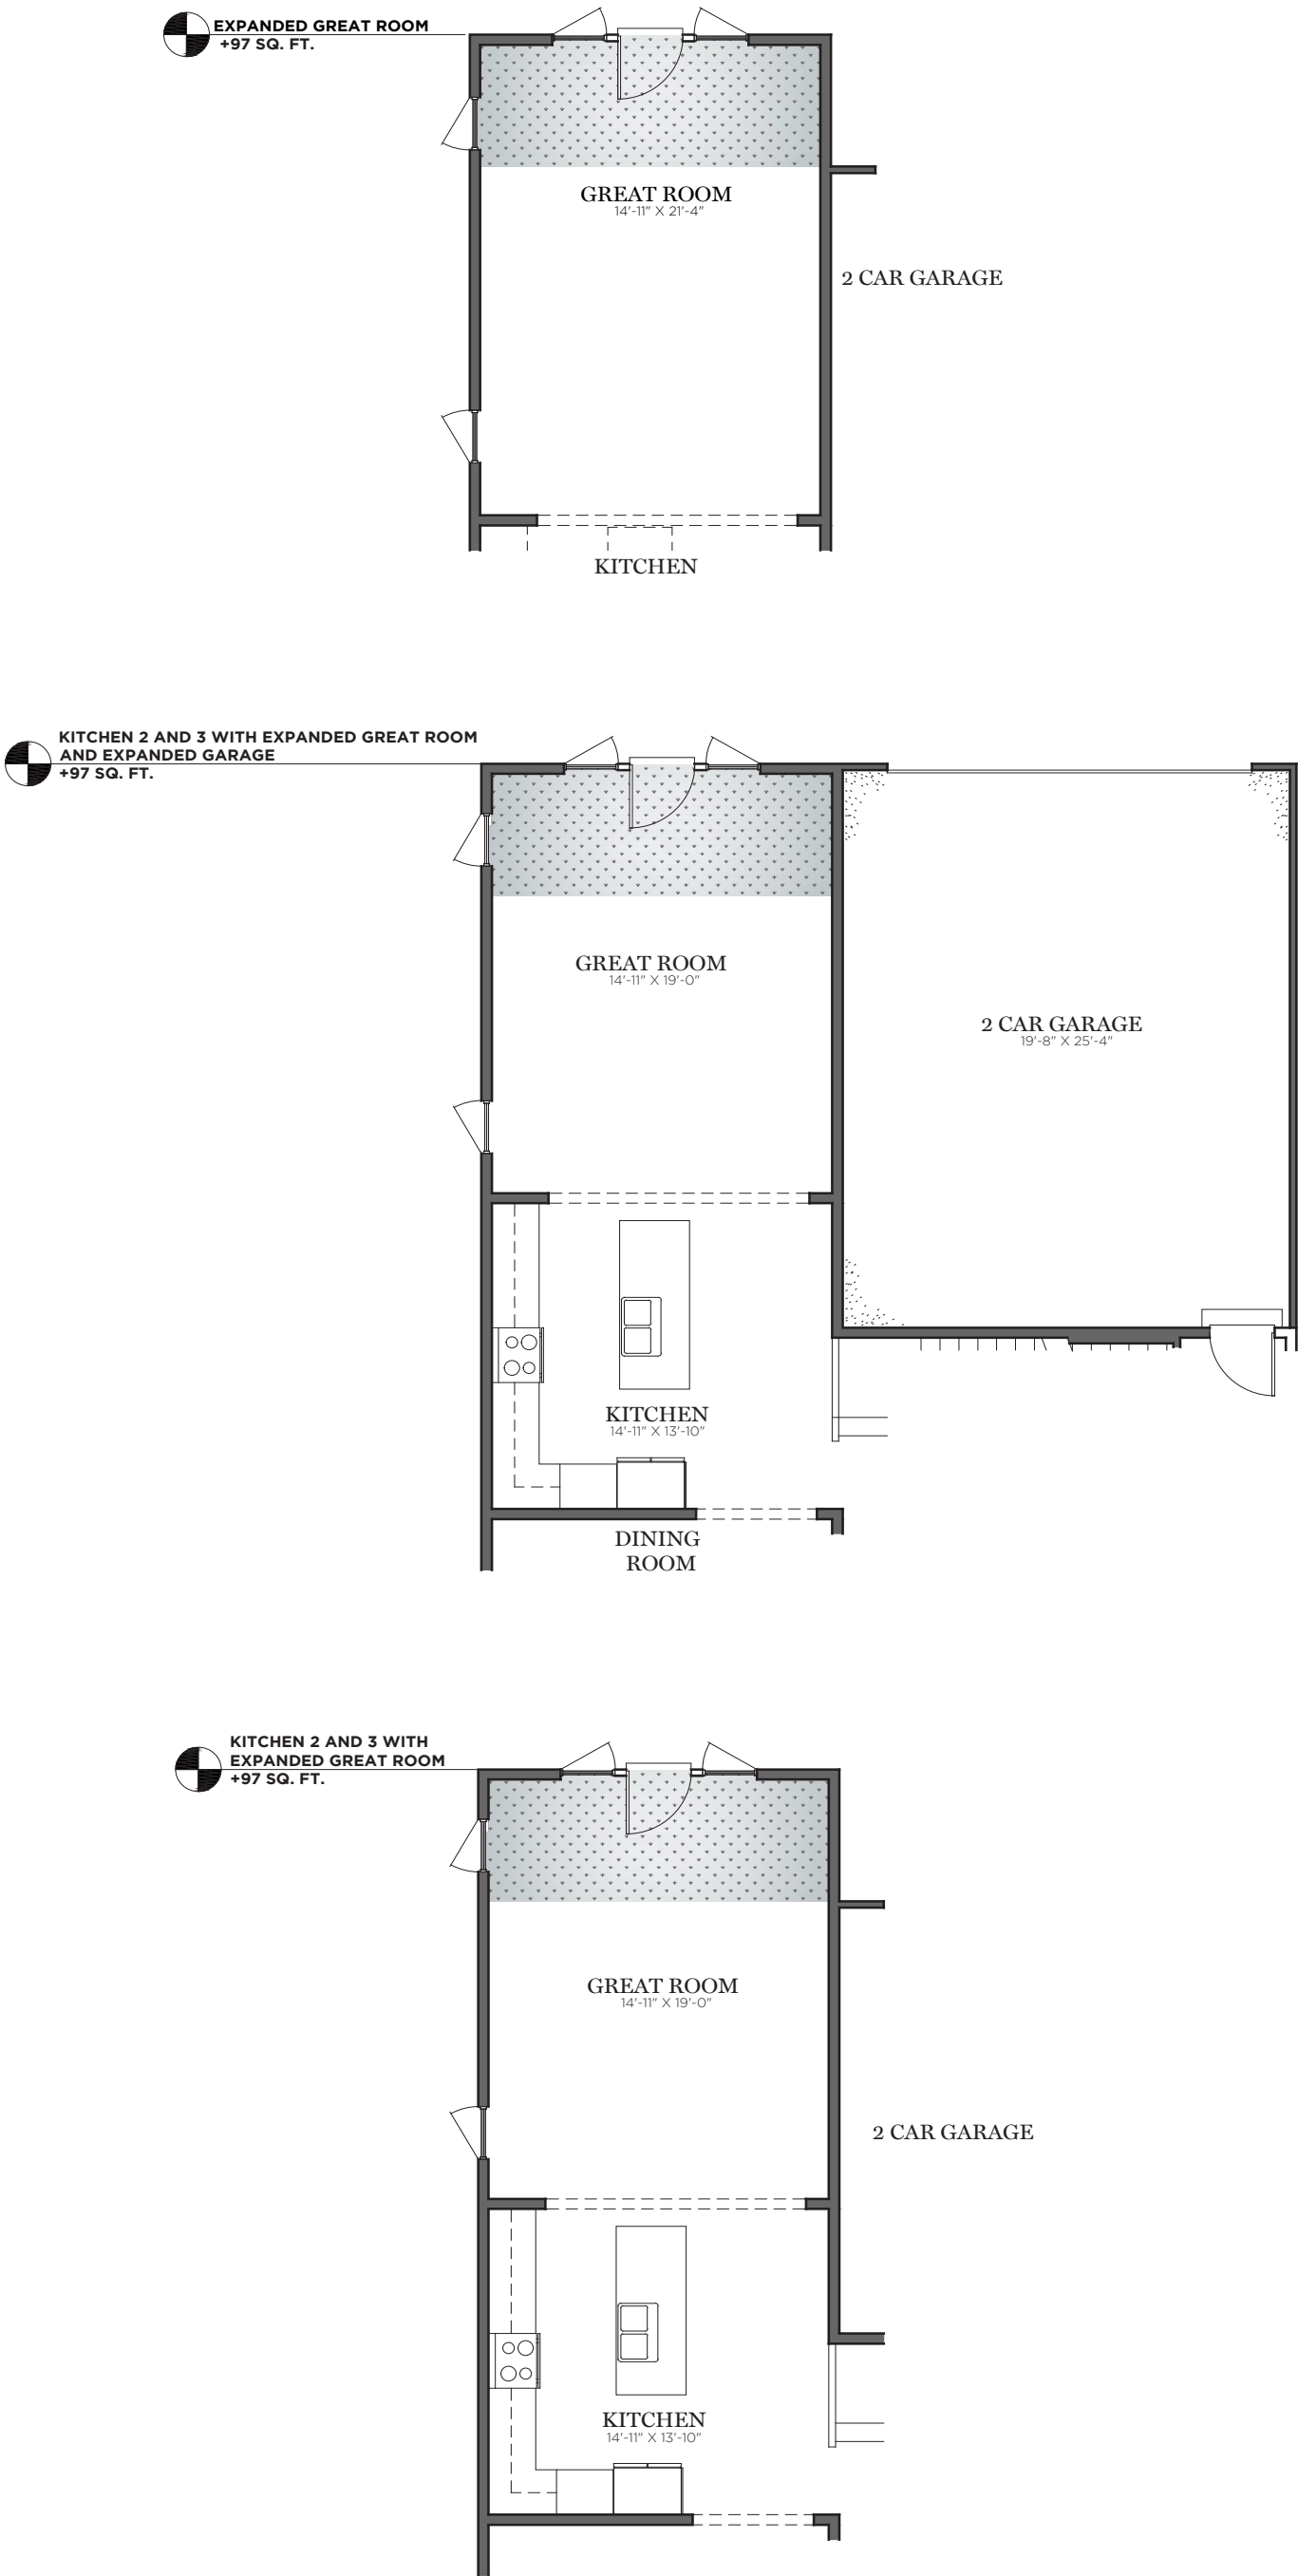 EXPANDED GREAT ROOM
+97 SQ. FT.
GREAT ROOM
14'-11" X 21'-4"
2 CAR GARAGE
KITCHEN
KITCHEN 2 AND 3 WITH EXPANDED GREAT ROOM
AND EXPANDED GARAGE
+97 SQ. FT.
GREAT ROOM
14'-11" X 19'-0"
2 CAR GARAGE
19'-8" X 25'-4"
KITCHEN
14'-11" X 13'-10"
DINING
ROOM
KITCHEN 2 AND 3 WITH
EXPANDED GREAT ROOM
+97 SQ. FT.
GREAT ROOM
14'-11" X 19'-0"
2 CAR GARAGE
KITCHEN
14'-11" X 13'-10"